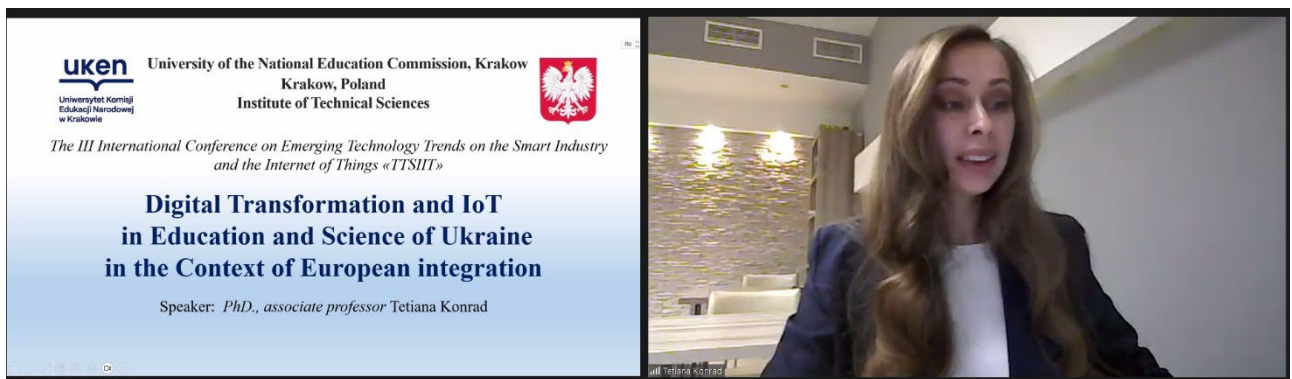 uken
Uniwersytet Komisji
Edukacji Narodowej
w Krakowie
University of the National Education Commission, Krakow
Krakow, Poland
Institute of Technical Sciences
The III International Conference on Emerging Technology Trends on the Smart Industry
and the Internet of Things «TTSIIT»
Digital Transformation and IoT
in Education and Science of Ukraine
in the Context of European integration
Speaker: PhD., associate professor Tetiana Konrad
Tetiana Konrad